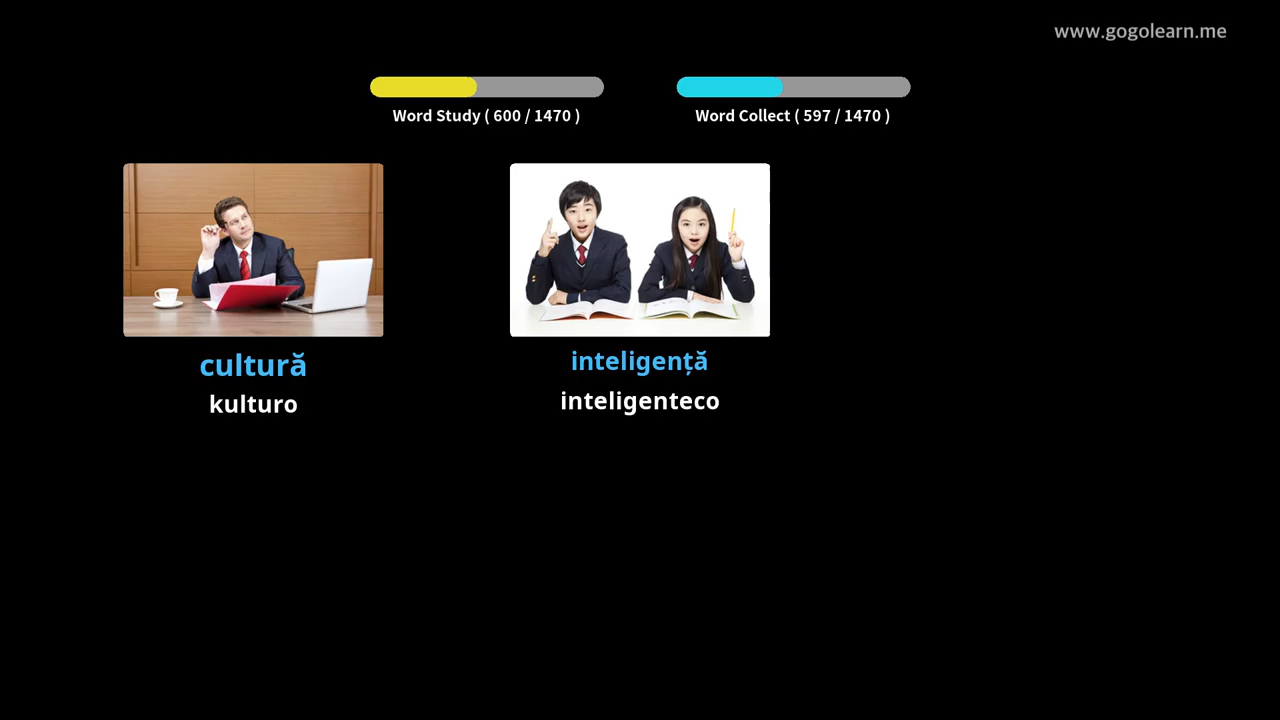 www.gogolearn.me
Word Study ( 600 / 1470 )
Word Collect ( 597 / 1470 )
cultură
kulturo
inteligență
inteligenteco